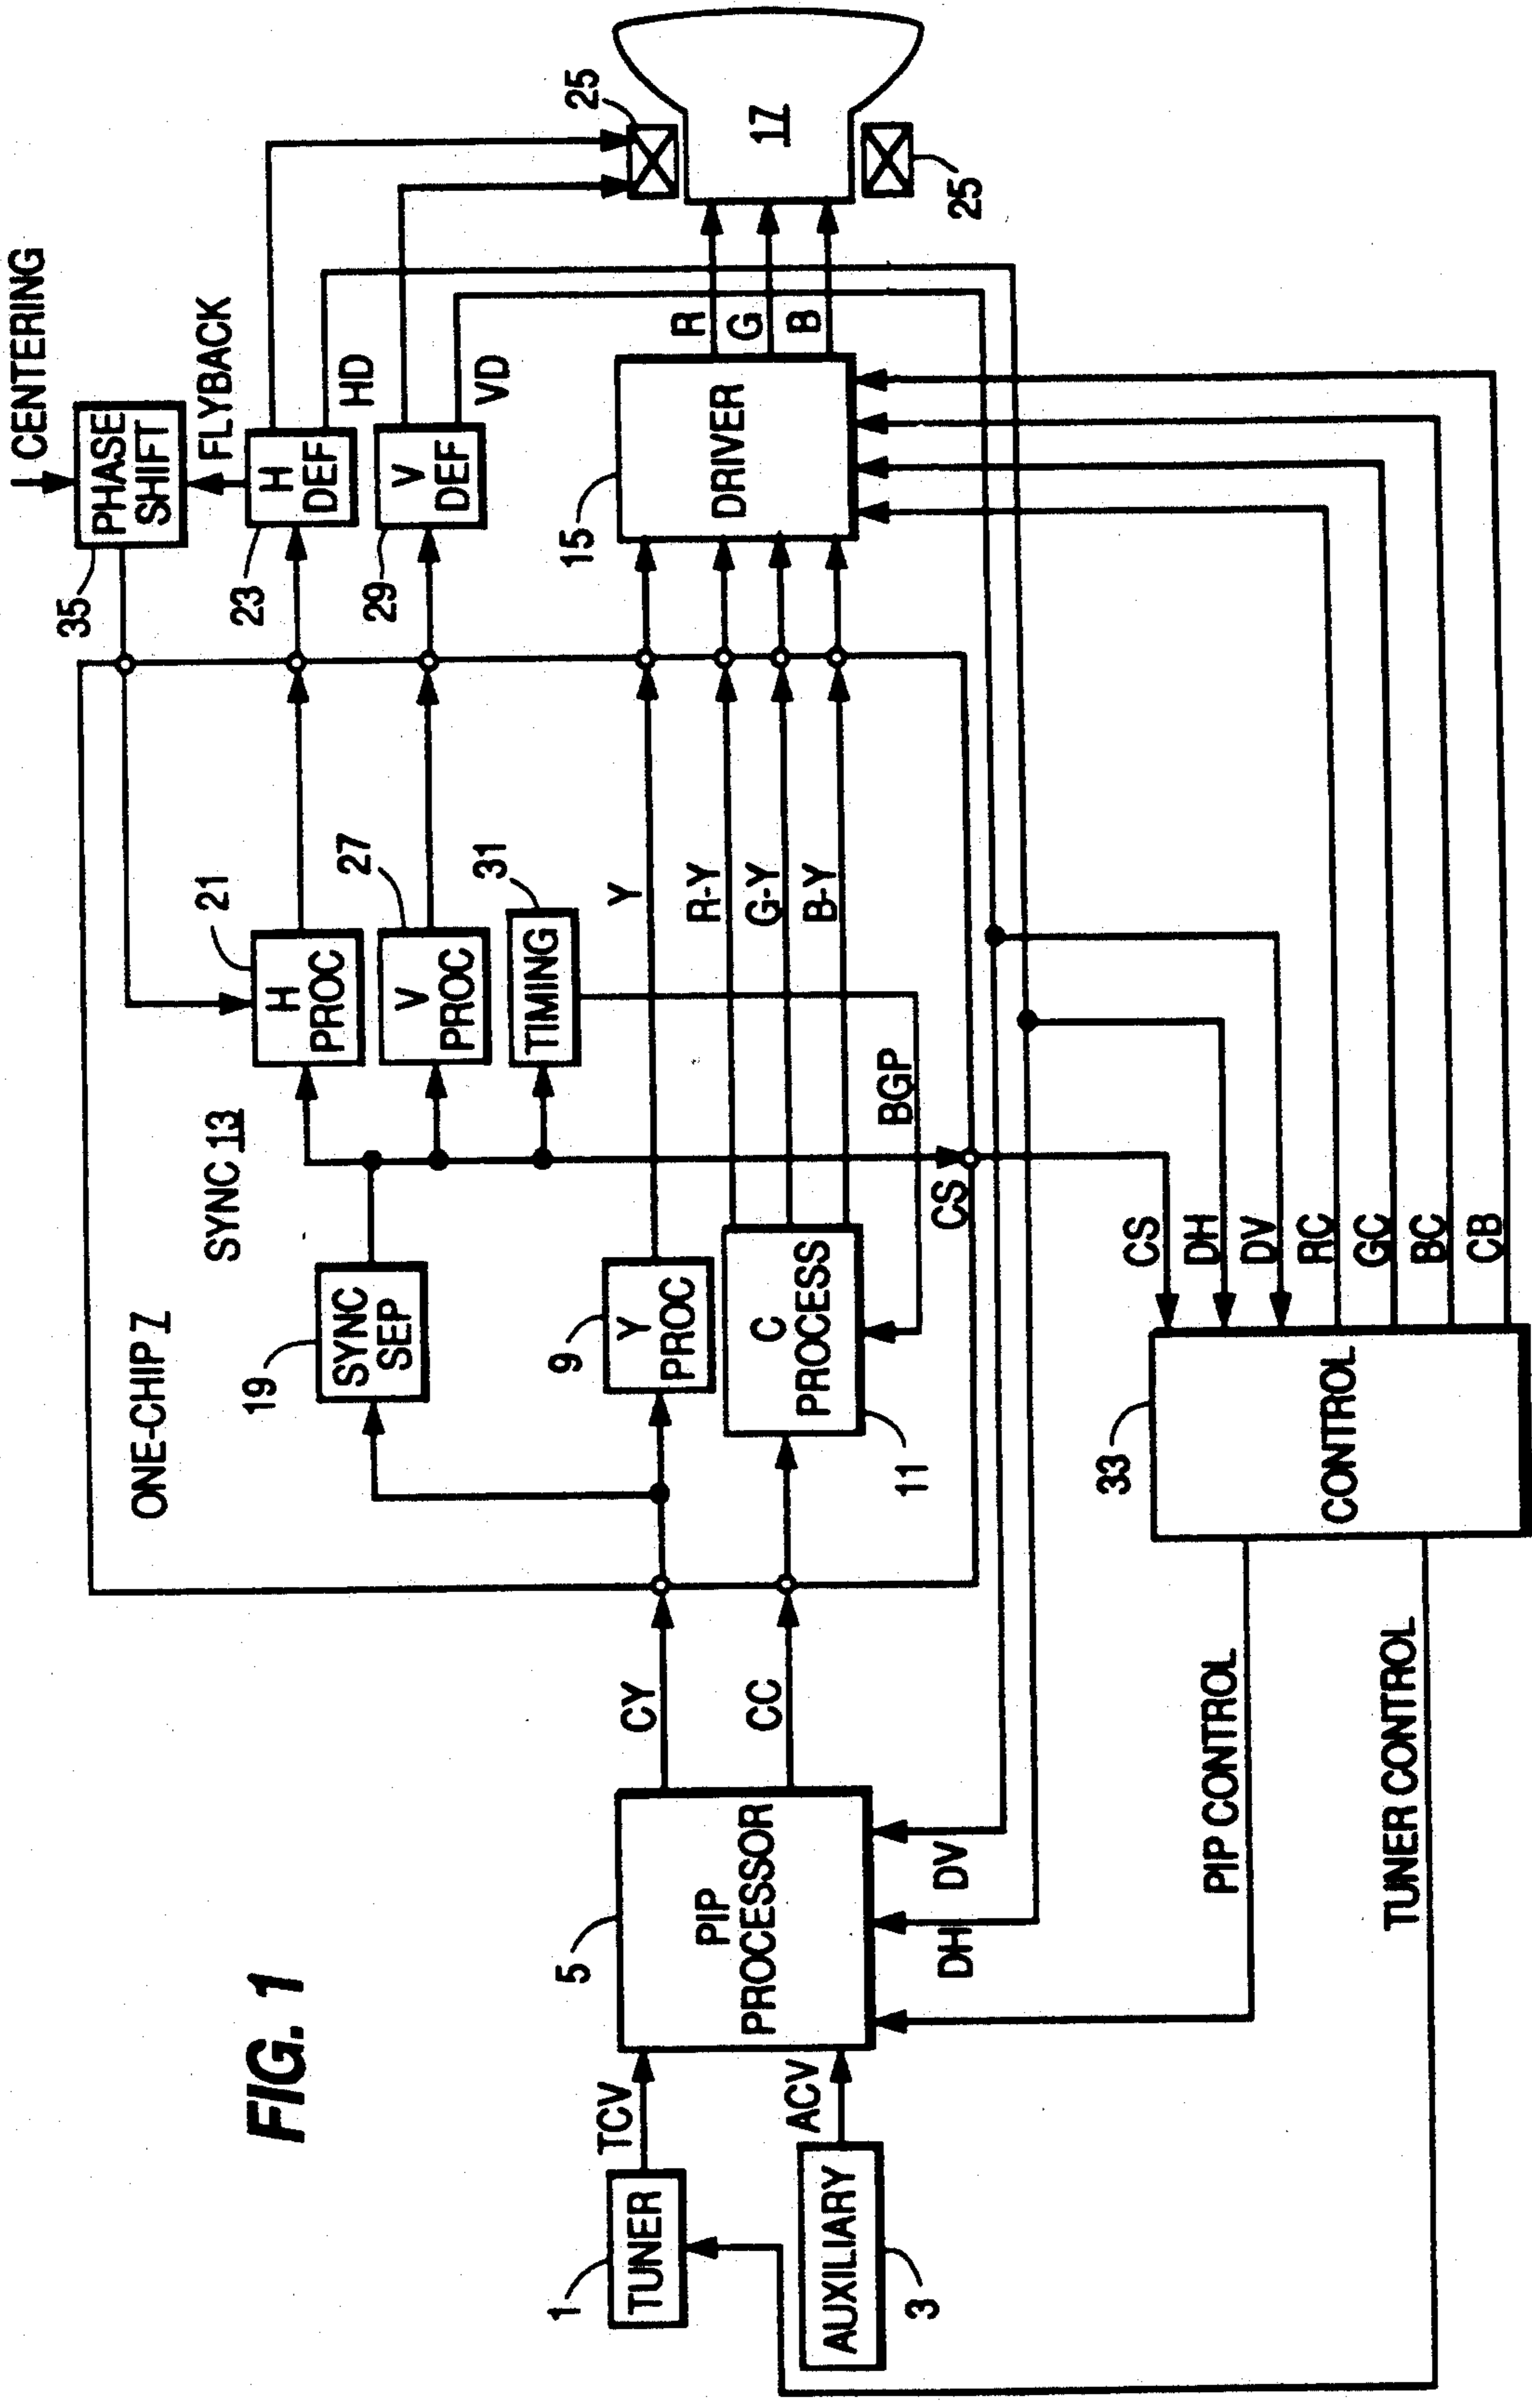 FIG. 1
1
TUNER
TCV
AUXILIARY
3
ACV
5
PIP
PROCESSOR
DH
DV
CY
CC
ONE-CHIP 7
19
SYNC
SEP
SYNC 13
9
Y
PROC
C
PROCESS
11
21
H
PROC
27
V
PROC
31
TIMING
BGP
CS
Y
R-Y
G-Y
B-Y
35
PHASE
SHIFT
CENTERING
FLYBACK
23
H
DEF
HD
29
V
DEF
VD
15
DRIVER
R
G
B
25
17
25
33
CONTROL
CS
DH
DV
RC
GC
BC
CB
PIP CONTROL
TUNER CONTROL